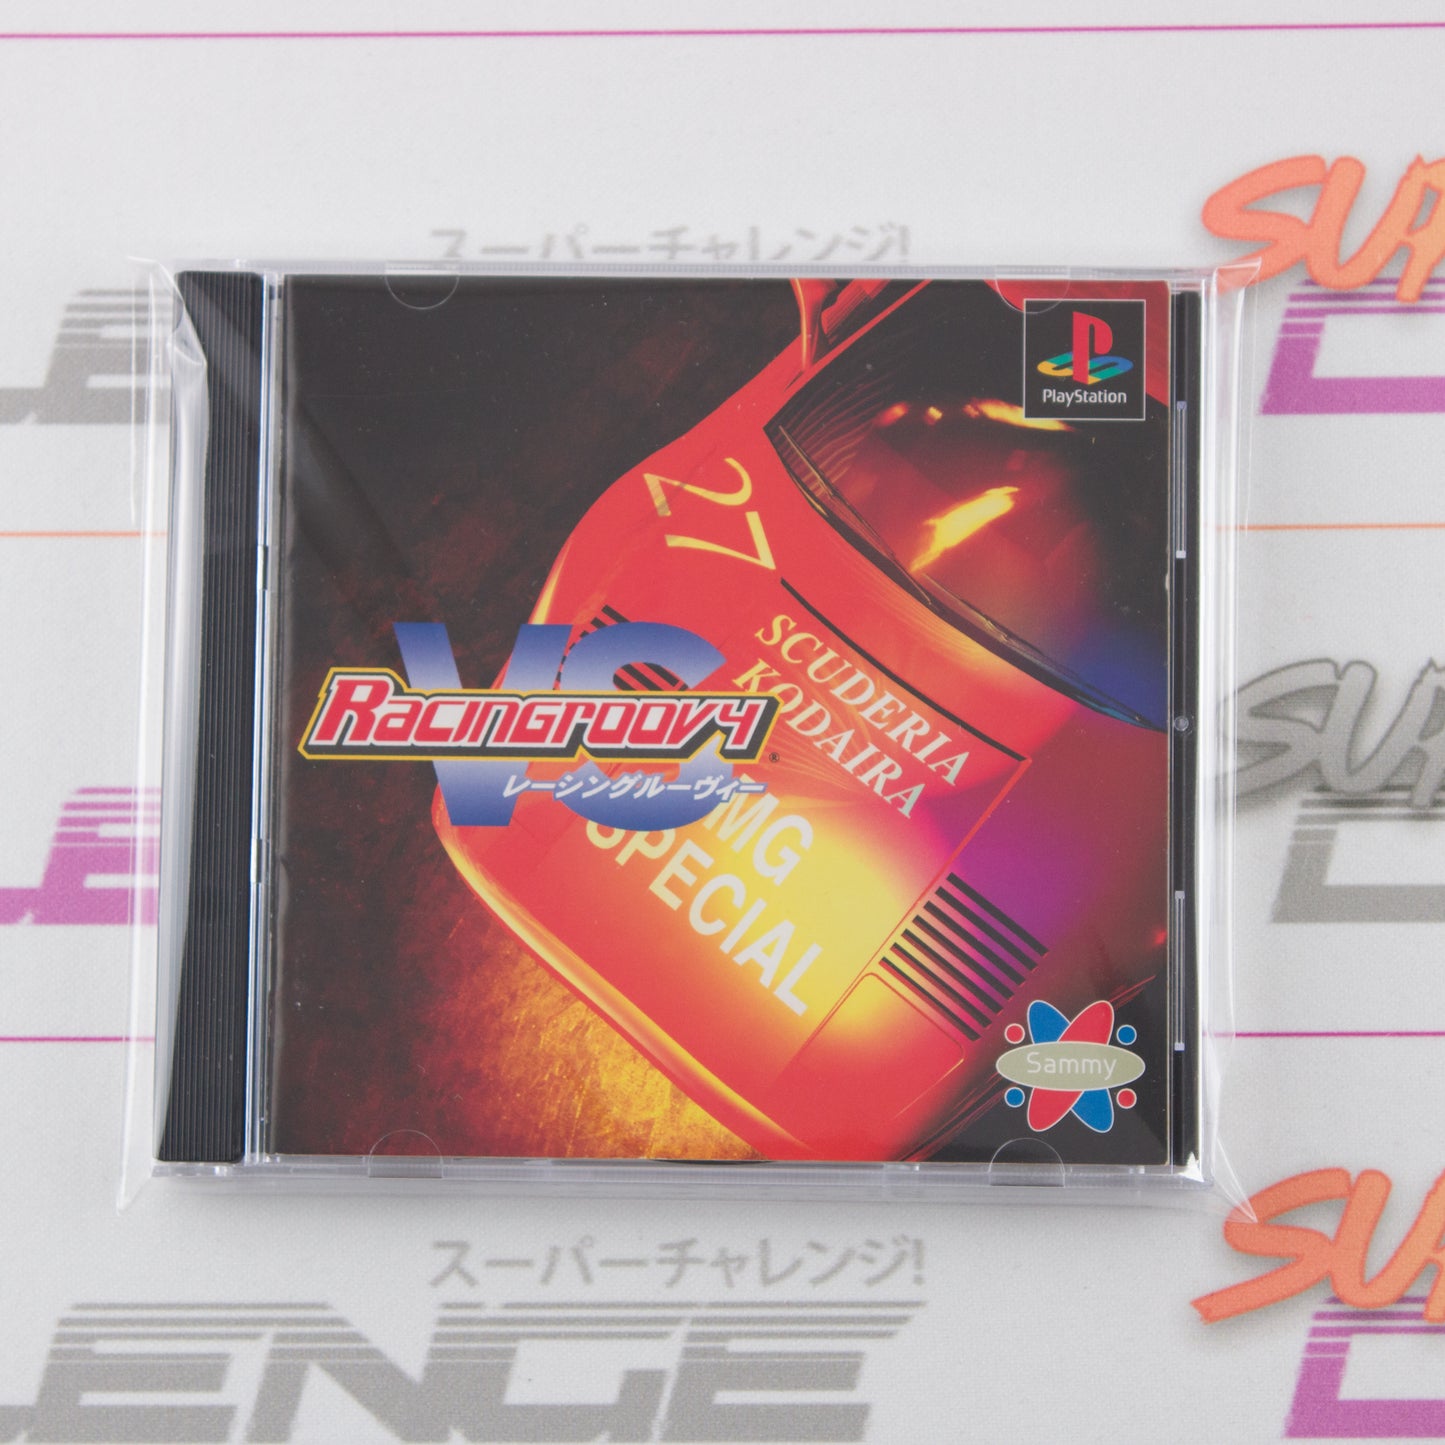 スーパーチャレンジ!
PlayStation
27
SCUDERIA
KODAIRA
VS
RacinGroovy
®
レーシングルーヴィー
MG
SPECIAL
Sammy
スーパーチャレンジ!